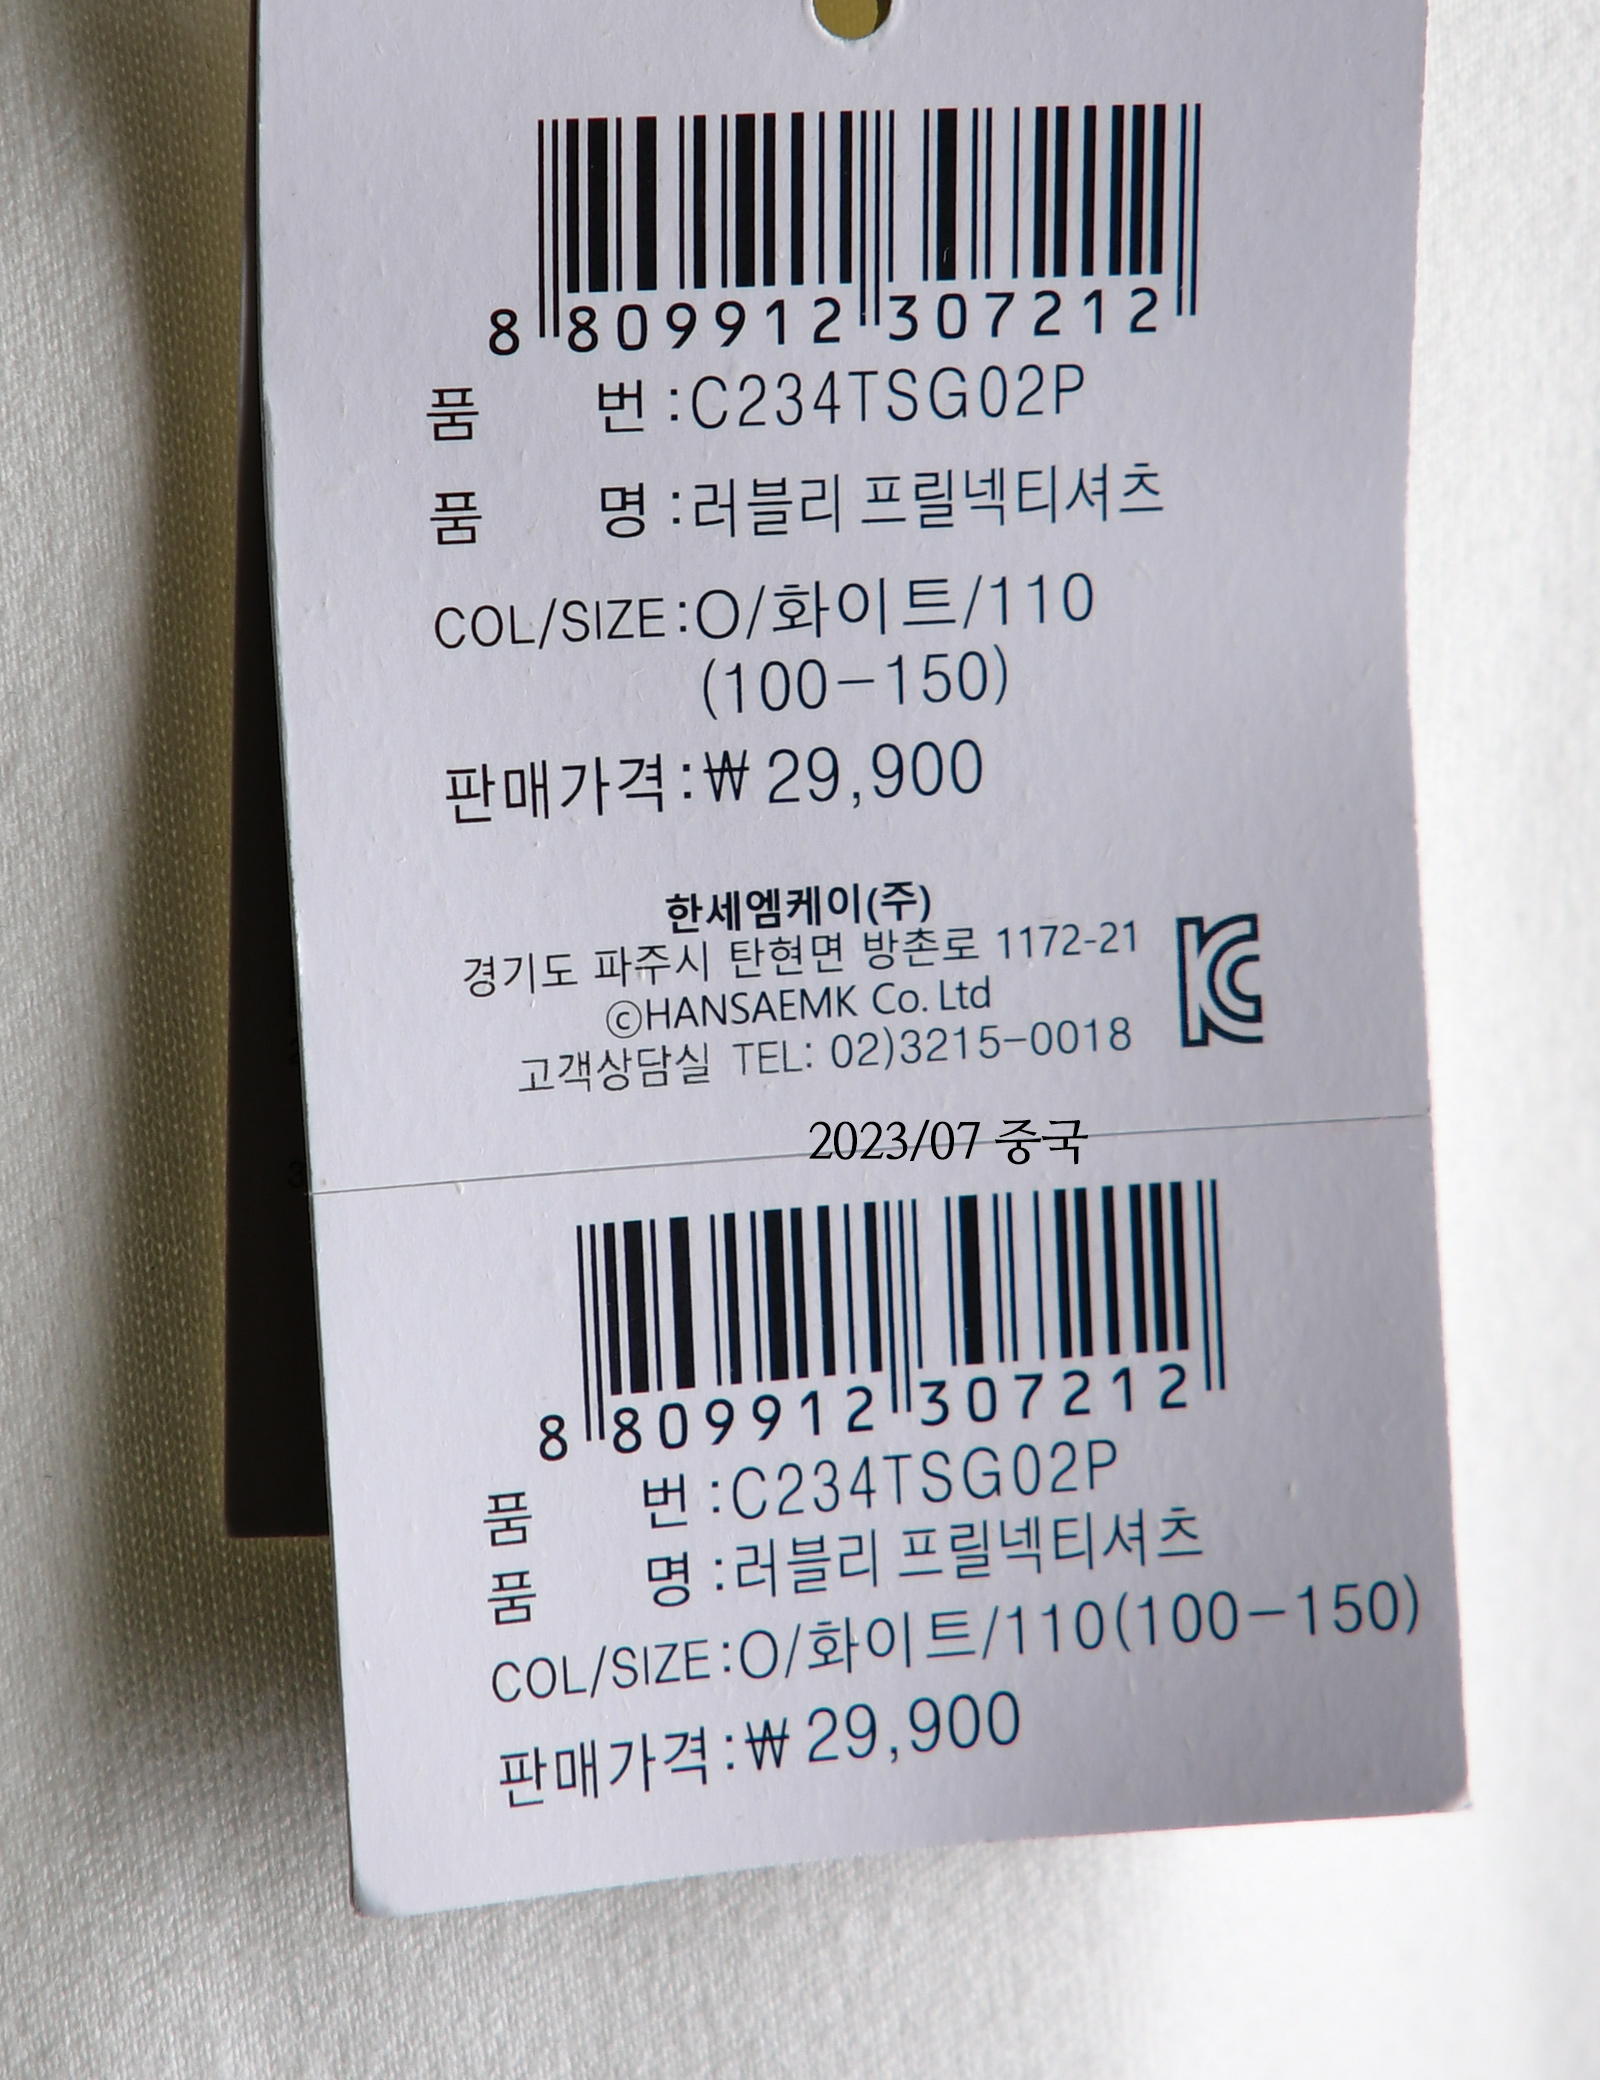 8 809912 307212
품 번 :C234TSG02P
품 명 :러블리 프릴넥티셔츠
COL/SIZE:O/화이트/110
(100-150)
판매가격:₩ 29,900
한세엠케이(주)
경기도 파주시 탄현면 방촌로 1172-21
ⓒHANSAEMK Co. Ltd
고객상담실 TEL: 02)3215-0018
2023/07 중국
8 809912 307212
품 번 :C234TSG02P
품 명 :러블리 프릴넥티셔츠
COL/SIZE:O/화이트/110(100-150)
판매가격:₩ 29,900